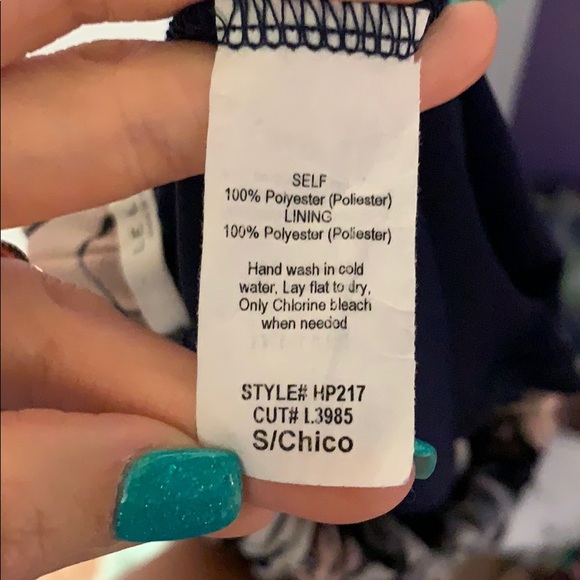 SELF
100% Polyester (Poliester)
LINING
100% Polyester (Poliester)
Hand wash in cold
water, Lay flat to dry,
Only Chlorine bleach
when needed
STYLE# HP217
CUT# L3985
S/Chico